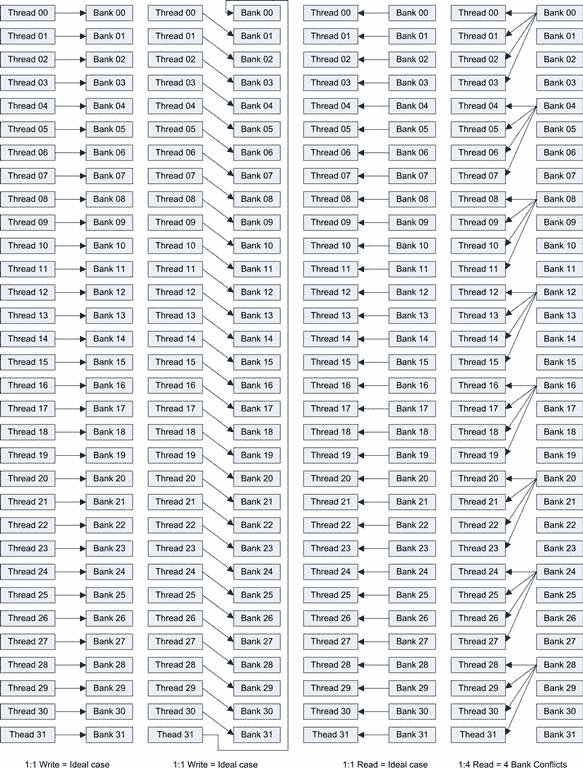 Thread 00 Bank 00 Thread 00 Bank 00 Thread 00 Bank 00 Thread 00 Bank 00
Thread 01 Bank 01 Thread 01 Bank 01 Thread 01 Bank 01 Thread 01 Bank 01
Thread 02 Bank 02 Thread 02 Bank 02 Thread 02 Bank 02 Thread 02 Bank 02
Thread 03 Bank 03 Thread 03 Bank 03 Thread 03 Bank 03 Thread 03 Bank 03
Thread 04 Bank 04 Thread 04 Bank 04 Thread 04 Bank 04 Thread 04 Bank 04
Thread 05 Bank 05 Thread 05 Bank 05 Thread 05 Bank 05 Thread 05 Bank 05
Thread 06 Bank 06 Thread 06 Bank 06 Thread 06 Bank 06 Thread 06 Bank 06
Thread 07 Bank 07 Thread 07 Bank 07 Thread 07 Bank 07 Thread 07 Bank 07
Thread 08 Bank 08 Thread 08 Bank 08 Thread 08 Bank 08 Thread 08 Bank 08
Thread 09 Bank 09 Thread 09 Bank 09 Thread 09 Bank 09 Thread 09 Bank 09
Thread 10 Bank 10 Thread 10 Bank 10 Thread 10 Bank 10 Thread 10 Bank 10
Thread 11 Bank 11 Thread 11 Bank 11 Thread 11 Bank 11 Thread 11 Bank 11
Thread 12 Bank 12 Thread 12 Bank 12 Thread 12 Bank 12 Thread 12 Bank 12
Thread 13 Bank 13 Thread 13 Bank 13 Thread 13 Bank 13 Thread 13 Bank 13
Thread 14 Bank 14 Thread 14 Bank 14 Thread 14 Bank 14 Thread 14 Bank 14
Thread 15 Bank 15 Thread 15 Bank 15 Thread 15 Bank 15 Thread 15 Bank 15
Thread 16 Bank 16 Thread 16 Bank 16 Thread 16 Bank 16 Thread 16 Bank 16
Thread 17 Bank 17 Thread 17 Bank 17 Thread 17 Bank 17 Thread 17 Bank 17
Thread 18 Bank 18 Thread 18 Bank 18 Thread 18 Bank 18 Thread 18 Bank 18
Thread 19 Bank 19 Thread 19 Bank 19 Thread 19 Bank 19 Thread 19 Bank 19
Thread 20 Bank 20 Thread 20 Bank 20 Thread 20 Bank 20 Thread 20 Bank 20
Thread 21 Bank 21 Thread 21 Bank 21 Thread 21 Bank 21 Thread 21 Bank 21
Thread 22 Bank 22 Thread 22 Bank 22 Thread 22 Bank 22 Thread 22 Bank 22
Thread 23 Bank 23 Thread 23 Bank 23 Thread 23 Bank 23 Thread 23 Bank 23
Thread 24 Bank 24 Thread 24 Bank 24 Thread 24 Bank 24 Thread 24 Bank 24
Thread 25 Bank 25 Thread 25 Bank 25 Thread 25 Bank 25 Thread 25 Bank 25
Thread 26 Bank 26 Thread 26 Bank 26 Thread 26 Bank 26 Thread 26 Bank 26
Thread 27 Bank 27 Thread 27 Bank 27 Thread 27 Bank 27 Thread 27 Bank 27
Thread 28 Bank 28 Thread 28 Bank 28 Thread 28 Bank 28 Thread 28 Bank 28
Thread 29 Bank 29 Thread 29 Bank 29 Thread 29 Bank 29 Thread 29 Bank 29
Thread 30 Bank 30 Thread 30 Bank 30 Thread 30 Bank 30 Thread 30 Bank 30
Thead 31 Bank 31 Thead 31 Bank 31 Thead 31 Bank 31 Thead 31 Bank 31
1:1 Write = Ideal case 1:1 Write = Ideal case 1:1 Read = Ideal case 1:4 Read = 4 Bank Conflicts